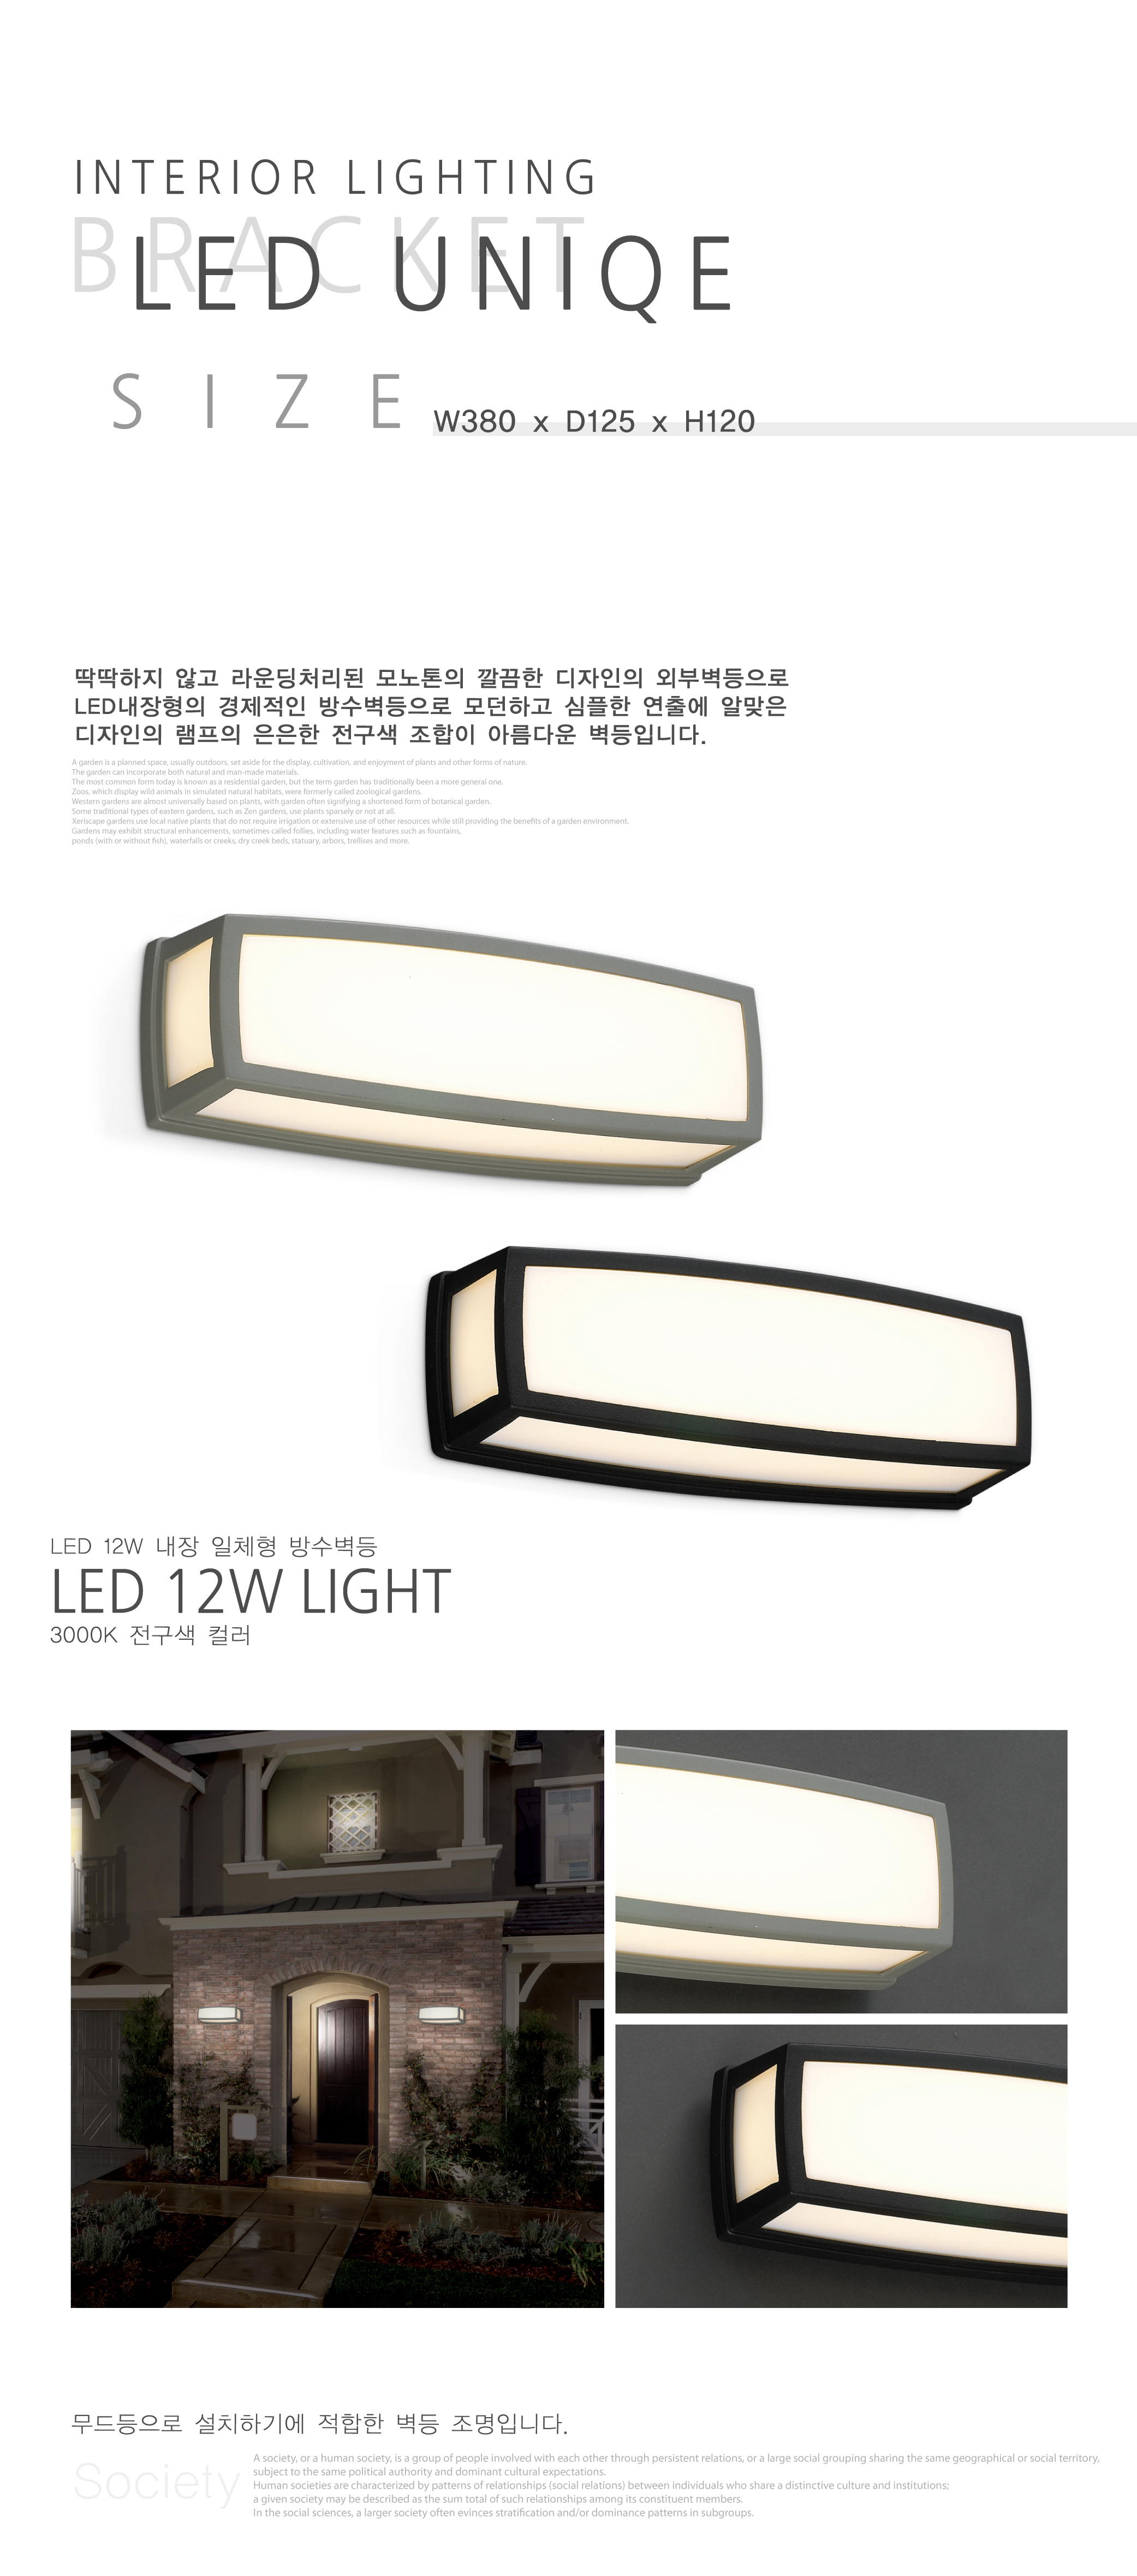 INTERIOR LIGHTING
BRACKET
LED UNIQE
SIZE W380 x D125 x H120
딱딱하지 않고 라운딩처리된 모노톤의 깔끔한 디자인의 외부벽등으로
LED내장형의 경제적인 방수벽등으로 모던하고 심플한 연출에 알맞은
디자인의 램프의 은은한 전구색 조합이 아름다운 벽등입니다.
A garden is a planned space, usually outdoors, set aside for the display, cultivation, and enjoyment of plants and other forms of nature.
The garden can incorporate both natural and man-made materials.
The most common form today is known as a residential garden, but the term garden has traditionally been a more general one.
Zoos, which display wild animals in simulated natural habitats, were formerly called zoological gardens.
Western gardens are almost universally based on plants, with garden often signifying a shortened form of botanical garden.
Some traditional types of eastern gardens, such as Zen gardens, use plants sparsely or not at all.
Xeriscape gardens use local native plants that do not require irrigation or extensive use of other resources while still providing the benefits of a garden environment.
Gardens may exhibit structural enhancements, sometimes called follies, including water features such as fountains,
ponds (with or without fish), waterfalls or creeks, dry creek beds, statuary, arbors, trellises and more.
LED 12W 내장 일체형 방수벽등
LED 12W LIGHT
3000K 전구색 컬러
무드등으로 설치하기에 적합한 벽등 조명입니다.
Society
A society, or a human society, is a group of people involved with each other through persistent relations, or a large social grouping sharing the same geographical or social territory,
subject to the same political authority and dominant cultural expectations.
Human societies are characterized by patterns of relationships (social relations) between individuals who share a distinctive culture and institutions;
a given society may be described as the sum total of such relationships among its constituent members.
In the social sciences, a larger society often evinces stratification and/or dominance patterns in subgroups.